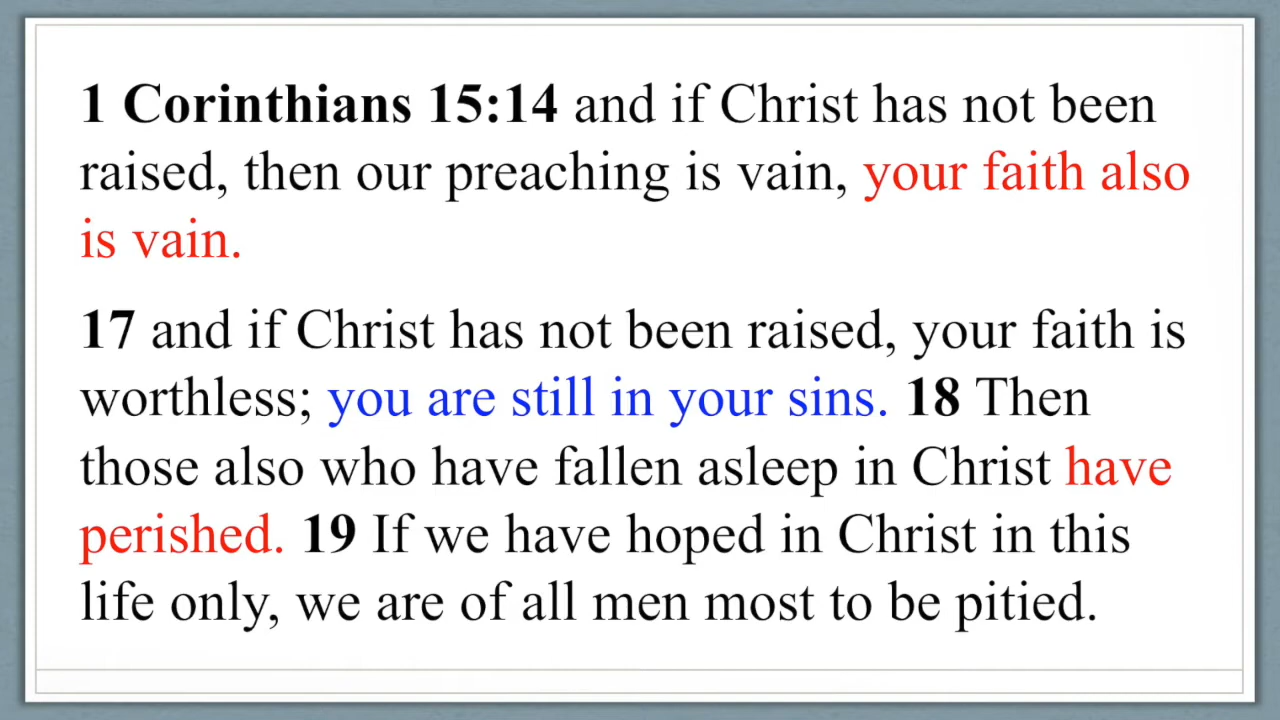 1 Corinthians 15:14 and if Christ has not been
raised, then our preaching is vain, your faith also
is vain.
17 and if Christ has not been raised, your faith is
worthless; you are still in your sins. 18 Then
those also who have fallen asleep in Christ have
perished. 19 If we have hoped in Christ in this
life only, we are of all men most to be pitied.